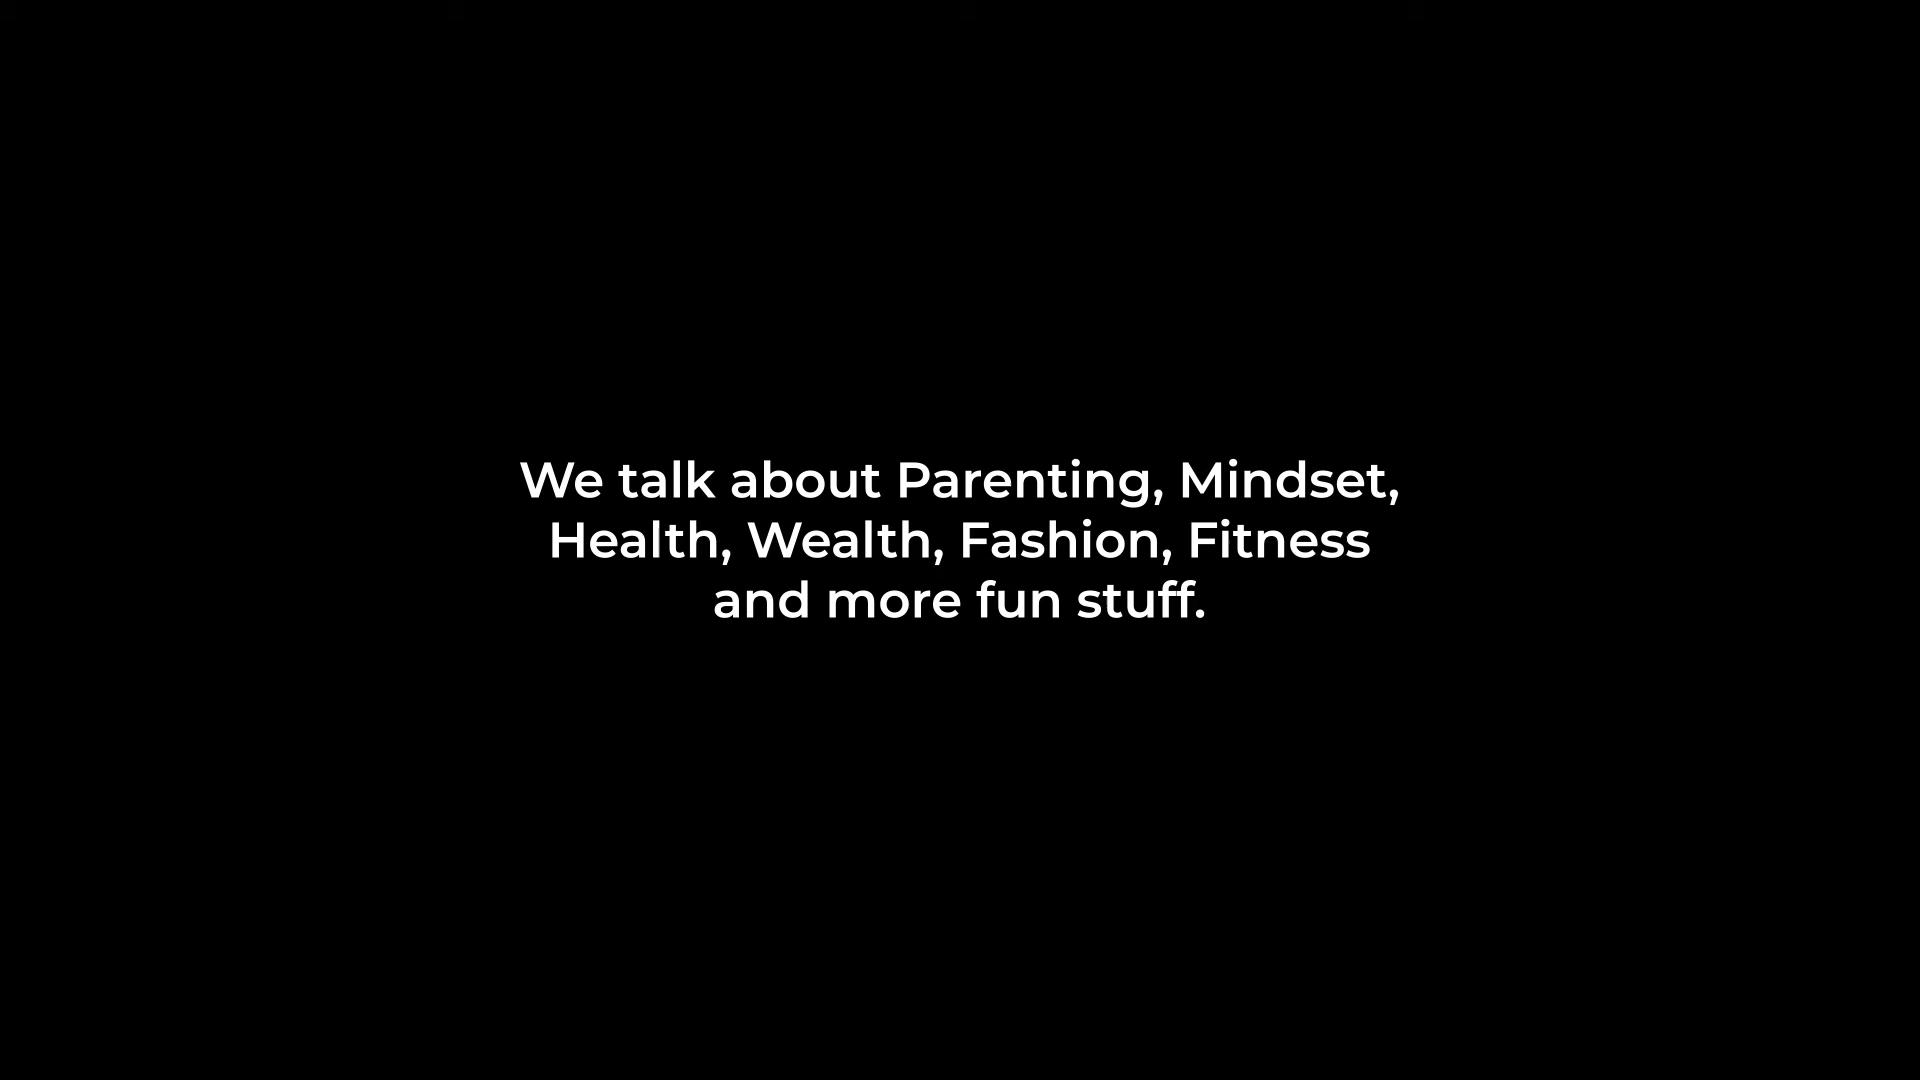 We talk about Parenting, Mindset,
Health, Wealth, Fashion, Fitness
and more fun stuff.